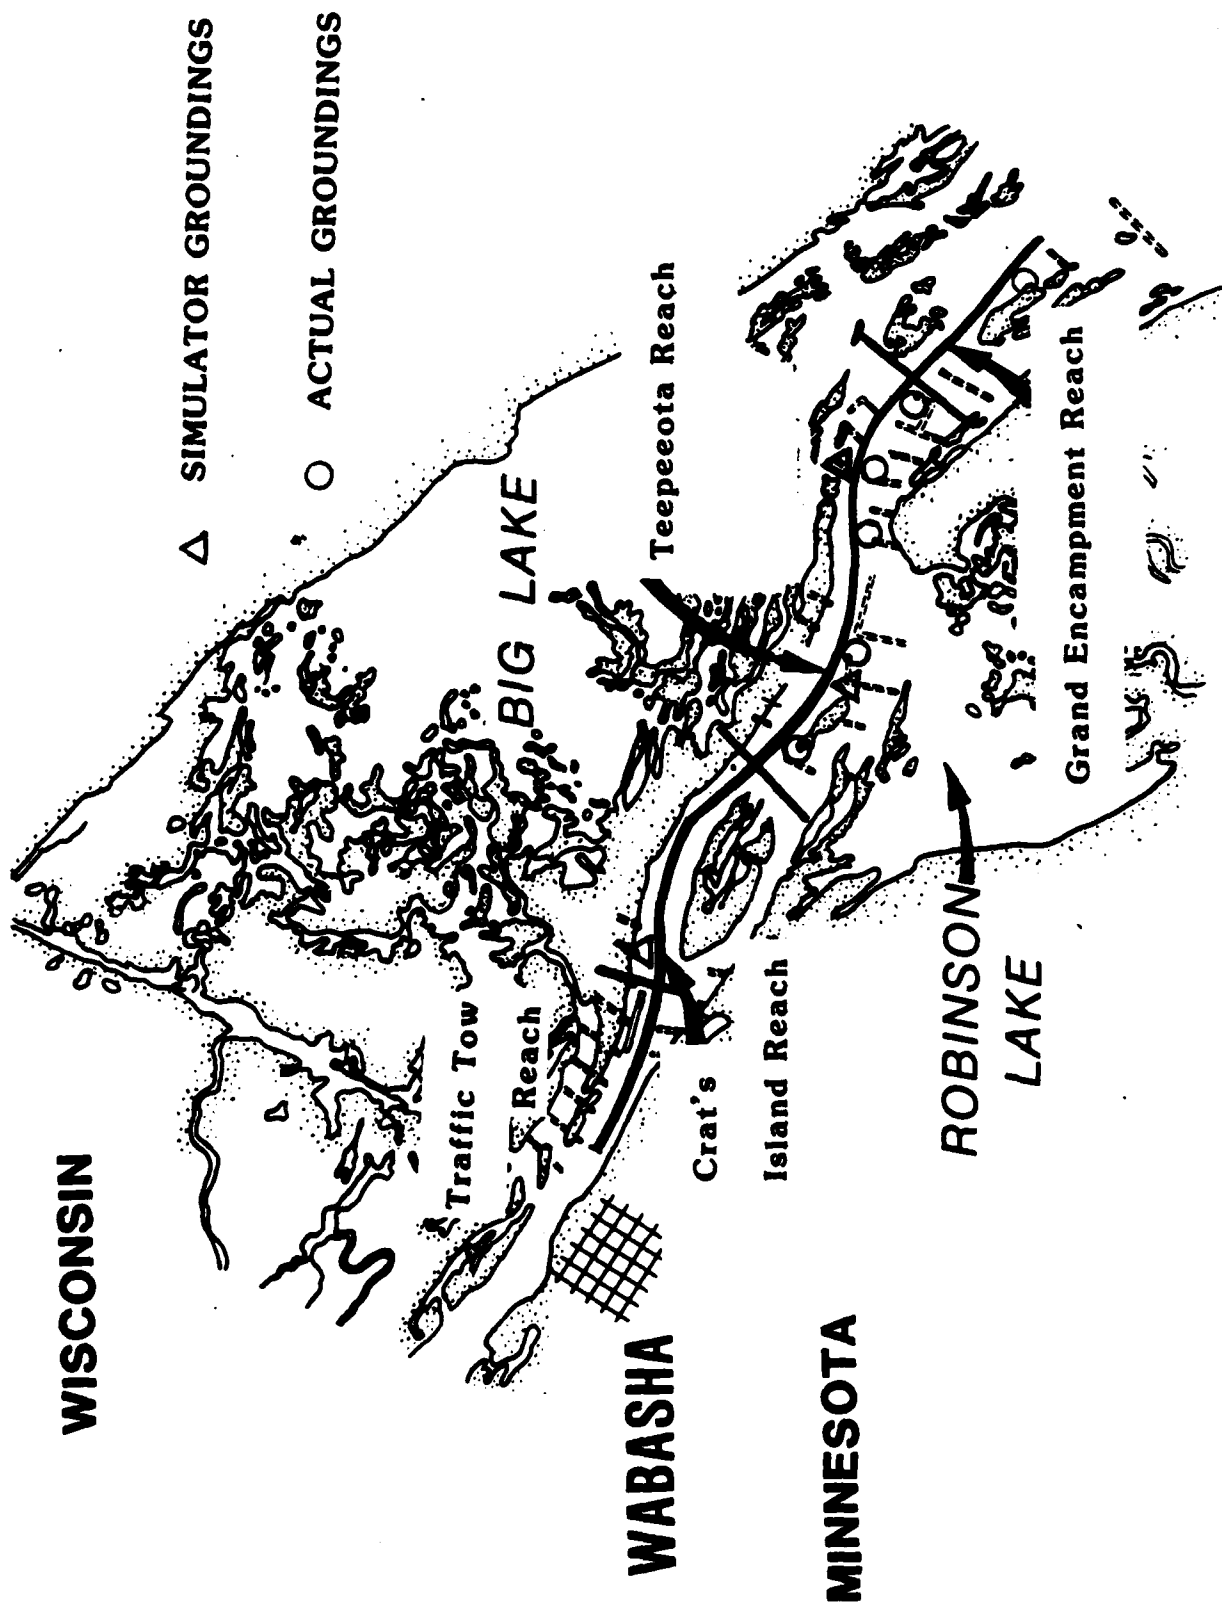 WISCONSIN
SIMULATOR GROUNDINGS
ACTUAL GROUNDINGS
BIG LAKE
Traffic Tow
Reach
Teepeeota Reach
WABASHA
Crat's
Island Reach
MINNESOTA
ROBINSON
LAKE
Grand Encampment Reach